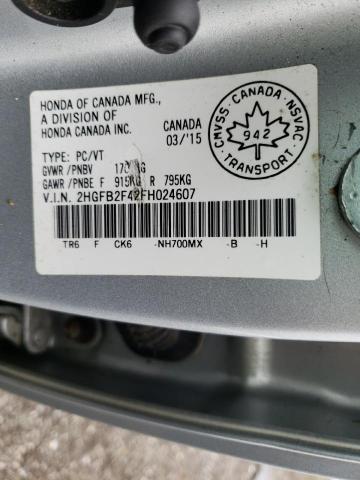 HONDA OF CANADA MFG.,
A DIVISION OF
HONDA CANADA INC.
CANADA
03/'15
TYPE: PC/VT
GVWR /PNBV
GAWR /PNBE F 915KG R 795KG
V.I.N. 2HGFB2F42FH024607
TR6 F CK6 -NH700MX -B -H
CMVSS · CANADA · NSVAC
942
TRANSPORT